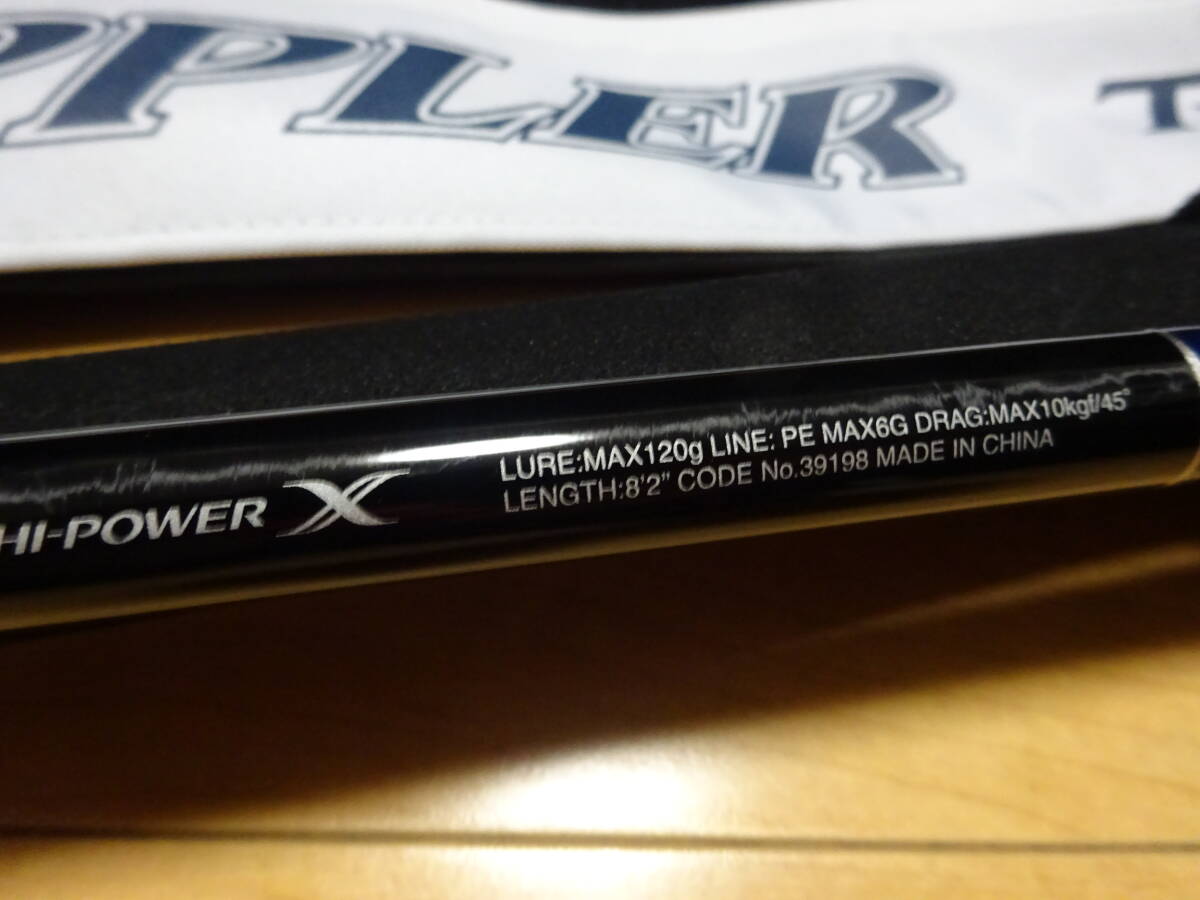 PPLER T
HI-POWER X
LURE:MAX120g LINE: PE MAX6G DRAG:MAX10kgf/45°
LENGTH:8'2" CODE No.39198 MADE IN CHINA